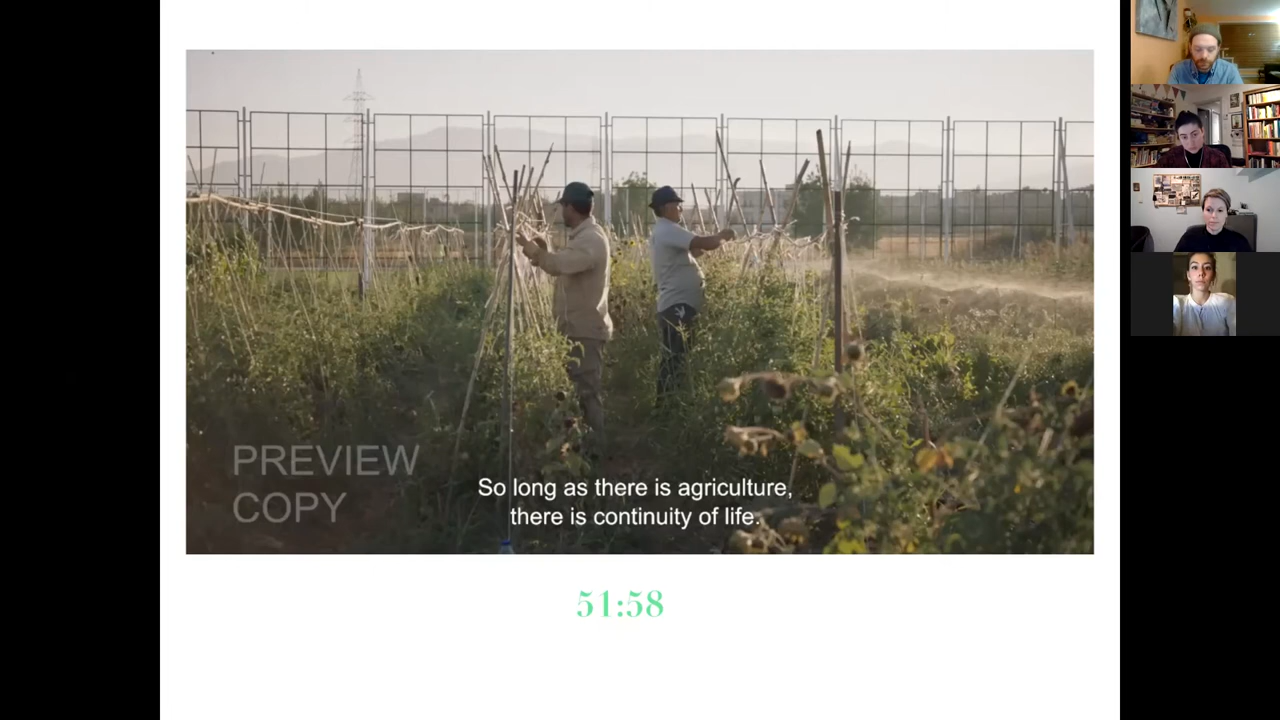 PREVIEW
COPY
So long as there is agriculture,
there is continuity of life.
51:58